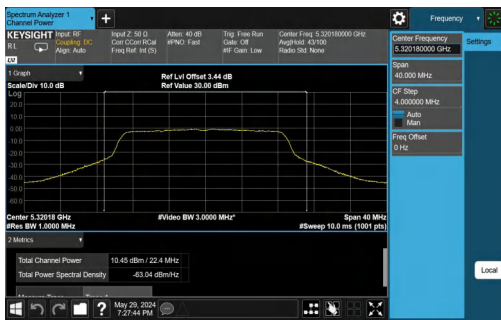 Spectrum Analyzer 1
Channel Power
Frequency
KEYSIGHT
Input: RF
Input Z: 50 Ω
Atten: 40 dB
Trig: Free Run
Center Freq: 5.320180000 GHz
RL
Coupling: DC
Corr CCorr RCal
#PNO: Fast
Gate: Off
Avg|Hold: 43/100
Align: Auto
Freq Ref: Int (S)
#IF Gain: Low
Radio Std: None
Center Frequency
5.320180000 GHz
Settings
Span
40.000 MHz
CF Step
4.000000 MHz
Auto
Man
Freq Offset
0 Hz
1 Graph
Ref Lvl Offset 3.44 dB
Scale/Div 10.0 dB
Ref Value 30.00 dBm
Log
20.0
10.0
0.00
-10.0
-20.0
-30.0
-40.0
-50.0
-60.0
Center 5.32018 GHz
#Video BW 3.0000 MHz*
Span 40 MHz
#Res BW 1.0000 MHz
#Sweep 10.0 ms (1001 pts)
2 Metrics
Total Channel Power
10.45 dBm / 22.4 MHz
Total Power Spectral Density
-63.04 dBm/Hz
Local
?
May 29, 2024
7:27:44 PM